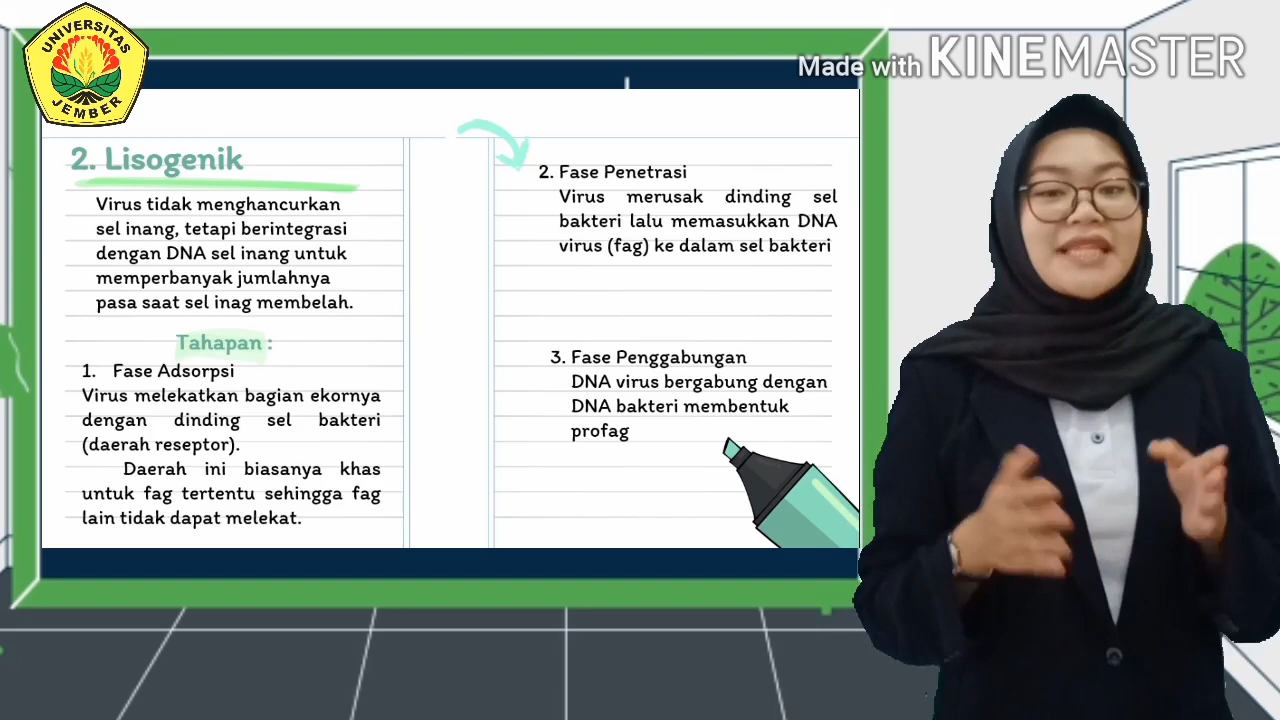 UNIVERSITAS
JEMBER
Made with KINEMASTER
2. Lisogenik
Virus tidak menghancurkan
sel inang, tetapi berintegrasi
dengan DNA sel inang untuk
memperbanyak jumlahnya
pasa saat sel inag membelah.
Tahapan :
1. Fase Adsorpsi
Virus melekatkan bagian ekornya
dengan dinding sel bakteri
(daerah reseptor).
Daerah ini biasanya khas
untuk fag tertentu sehingga fag
lain tidak dapat melekat.
2. Fase Penetrasi
Virus merusak dinding sel
bakteri lalu memasukkan DNA
virus (fag) ke dalam sel bakteri
3. Fase Penggabungan
DNA virus bergabung dengan
DNA bakteri membentuk
profag